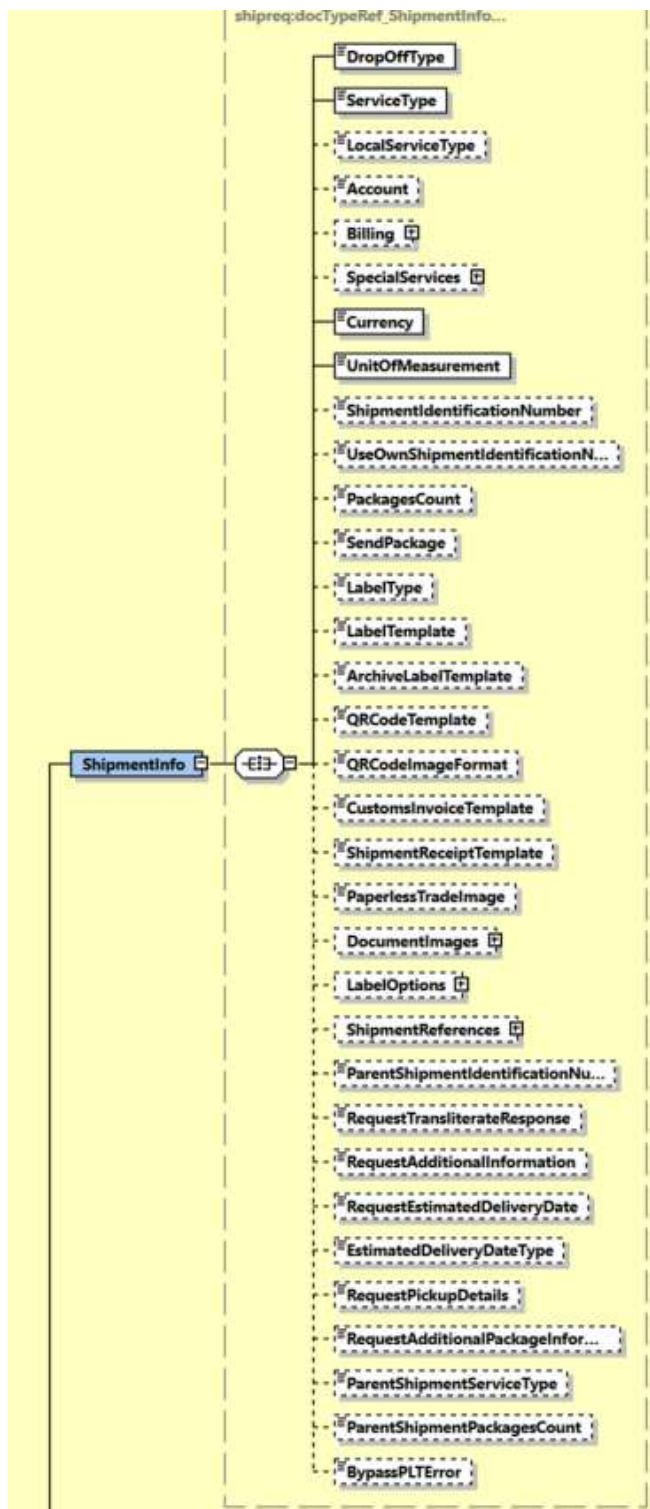 shipreq:docTypeRef_ShipmentInfo...
DropOffType
ServiceType
LocalServiceType
Account
Billing
SpecialServices
Currency
UnitOfMeasurement
ShipmentIdentificationNumber
UseOwnShipmentIdentificationN...
PackagesCount
SendPackage
LabelType
LabelTemplate
ArchiveLabelTemplate
QRCodeTemplate
ShipmentInfo
QRCodeImageFormat
CustomsInvoiceTemplate
ShipmentReceiptTemplate
PaperlessTradeImage
DocumentImages
LabelOptions
ShipmentReferences
ParentShipmentIdentificationNu...
RequestTransliterateResponse
RequestAdditionalInformation
RequestEstimatedDeliveryDate
EstimatedDeliveryDateType
RequestPickupDetails
RequestAdditionalPackageInfor...
ParentShipmentServiceType
ParentShipmentPackagesCount
BypassPLTError